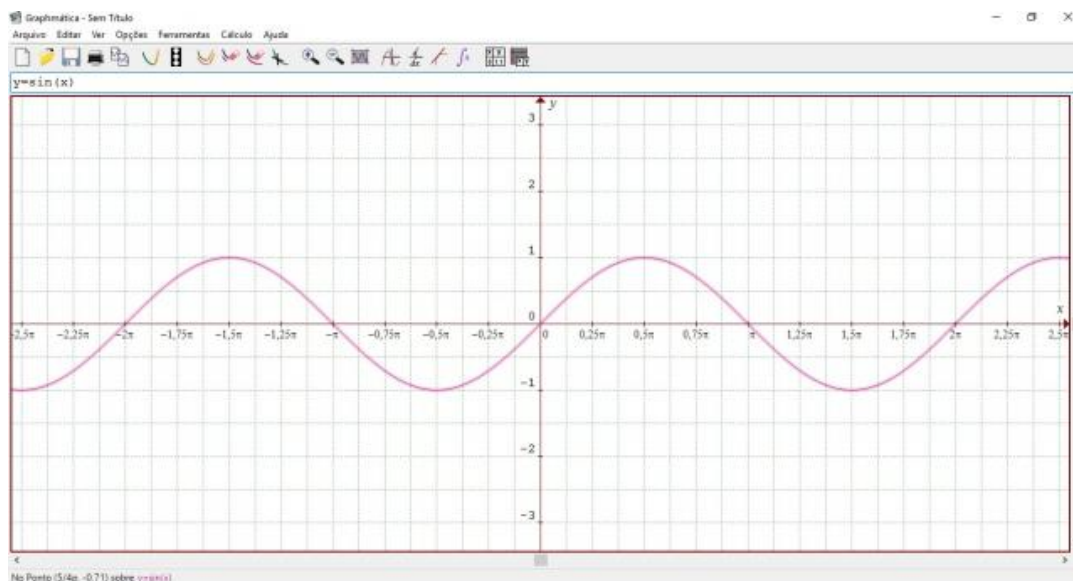 Graphmática - Sem Título
Arquivo Editar Ver Opções Ferramentas Cálculo Ajuda
y=sin(x)
y
3
2
1
0
x
-2,5π -2,25π -2π -1,75π -1,5π -1,25π -π -0,75π -0,5π -0,25π 0 0,25π 0,5π 0,75π π 1,25π 1,5π 1,75π 2π 2,25π 2,5π
-1
-2
-3
No Ponto (5/4π, -0.71) sobre y=sin(x)